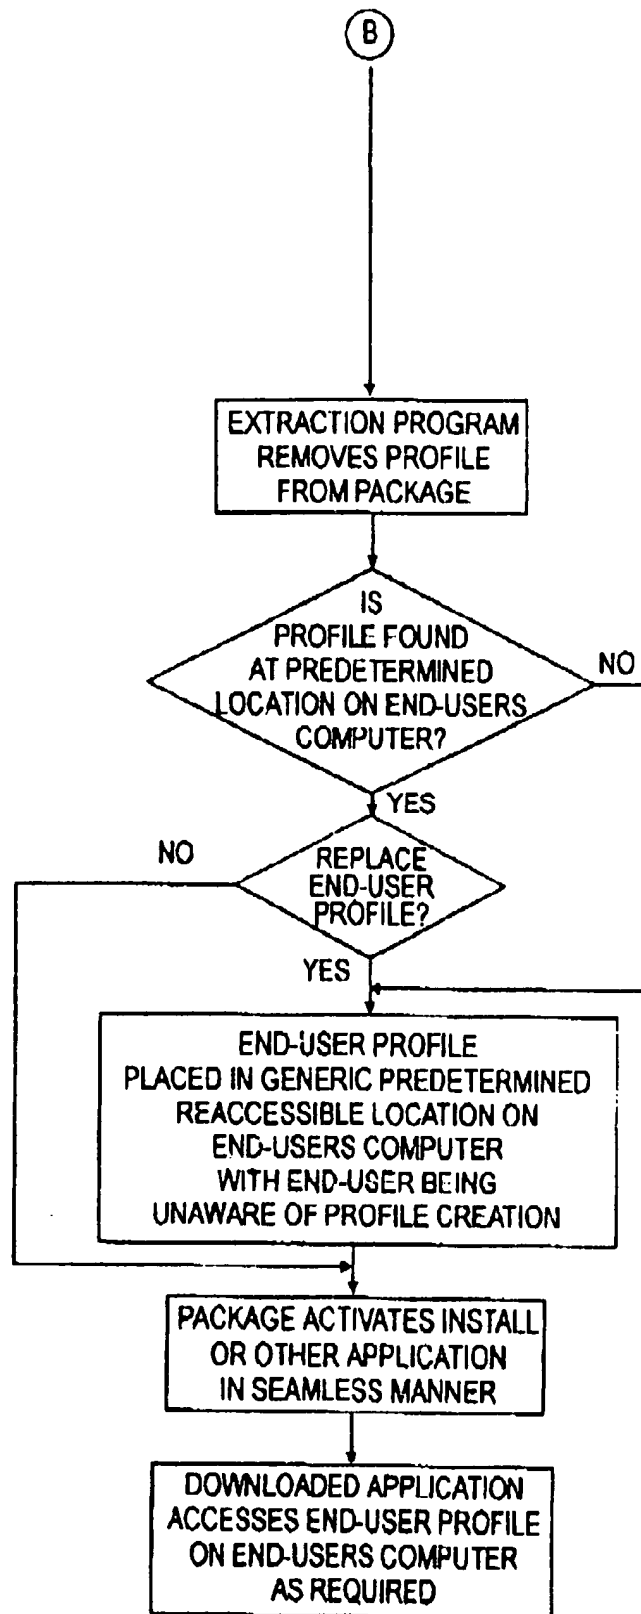 B
EXTRACTION PROGRAM
REMOVES PROFILE
FROM PACKAGE
IS
PROFILE FOUND
AT PREDETERMINED
LOCATION ON END-USERS
COMPUTER?
NO
YES
NO
REPLACE
END-USER
PROFILE?
YES
END-USER PROFILE
PLACED IN GENERIC PREDETERMINED
REACCESSIBLE LOCATION ON
END-USERS COMPUTER
WITH END-USER BEING
UNAWARE OF PROFILE CREATION
PACKAGE ACTIVATES INSTALL
OR OTHER APPLICATION
IN SEAMLESS MANNER
DOWNLOADED APPLICATION
ACCESSES END-USER PROFILE
ON END-USERS COMPUTER
AS REQUIRED